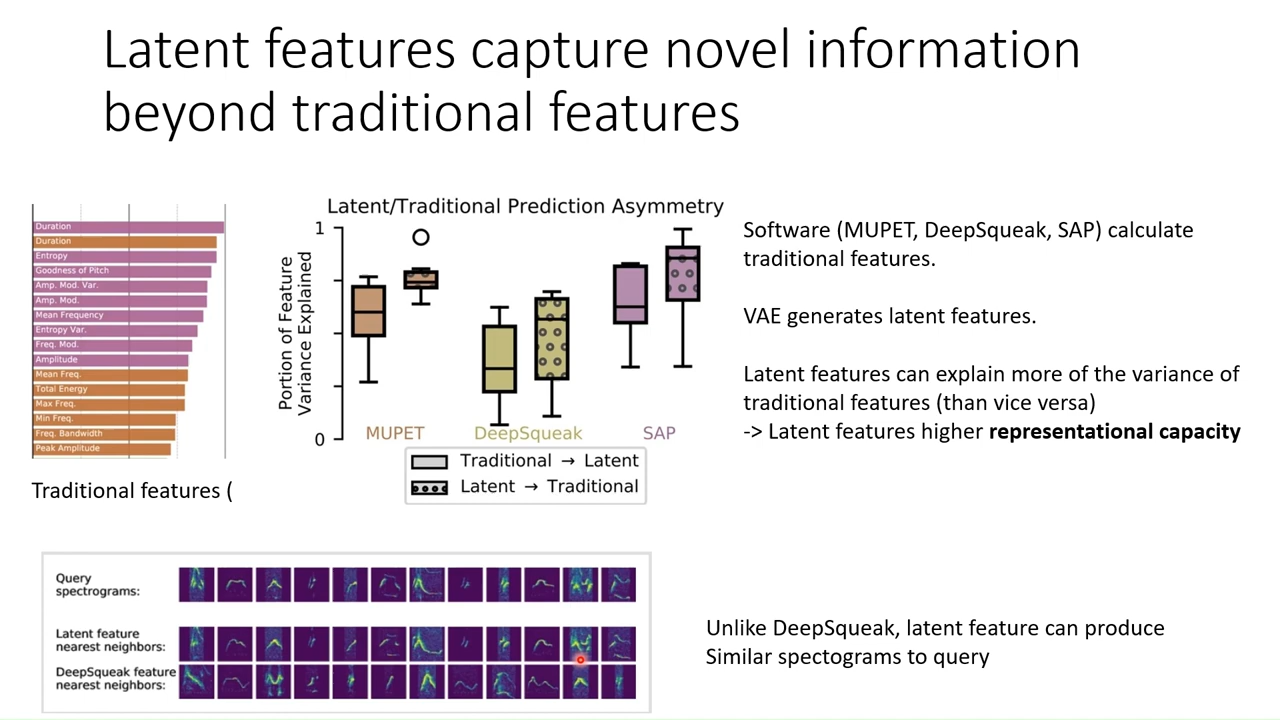 Latent features capture novel information
beyond traditional features
Duration
Duration
Entropy
Goodness of Pitch
Amp. Mod. Var.
Amp. Mod.
Mean Frequency
Entropy Var.
Freq. Mod.
Amplitude
Mean Freq.
Total Energy
Max Freq.
Min Freq.
Freq. Bandwidth
Peak Amplitude
Traditional features (
Latent/Traditional Prediction Asymmetry
Portion of Feature
Variance Explained
1
0
MUPET
DeepSqueak
SAP
Traditional → Latent
Latent → Traditional
Software (MUPET, DeepSqueak, SAP) calculate
traditional features.
VAE generates latent features.
Latent features can explain more of the variance of
traditional features (than vice versa)
-> Latent features higher representational capacity
Query
spectrograms:
Latent feature
nearest neighbors:
DeepSqueak feature
nearest neighbors:
Unlike DeepSqueak, latent feature can produce
Similar spectograms to query